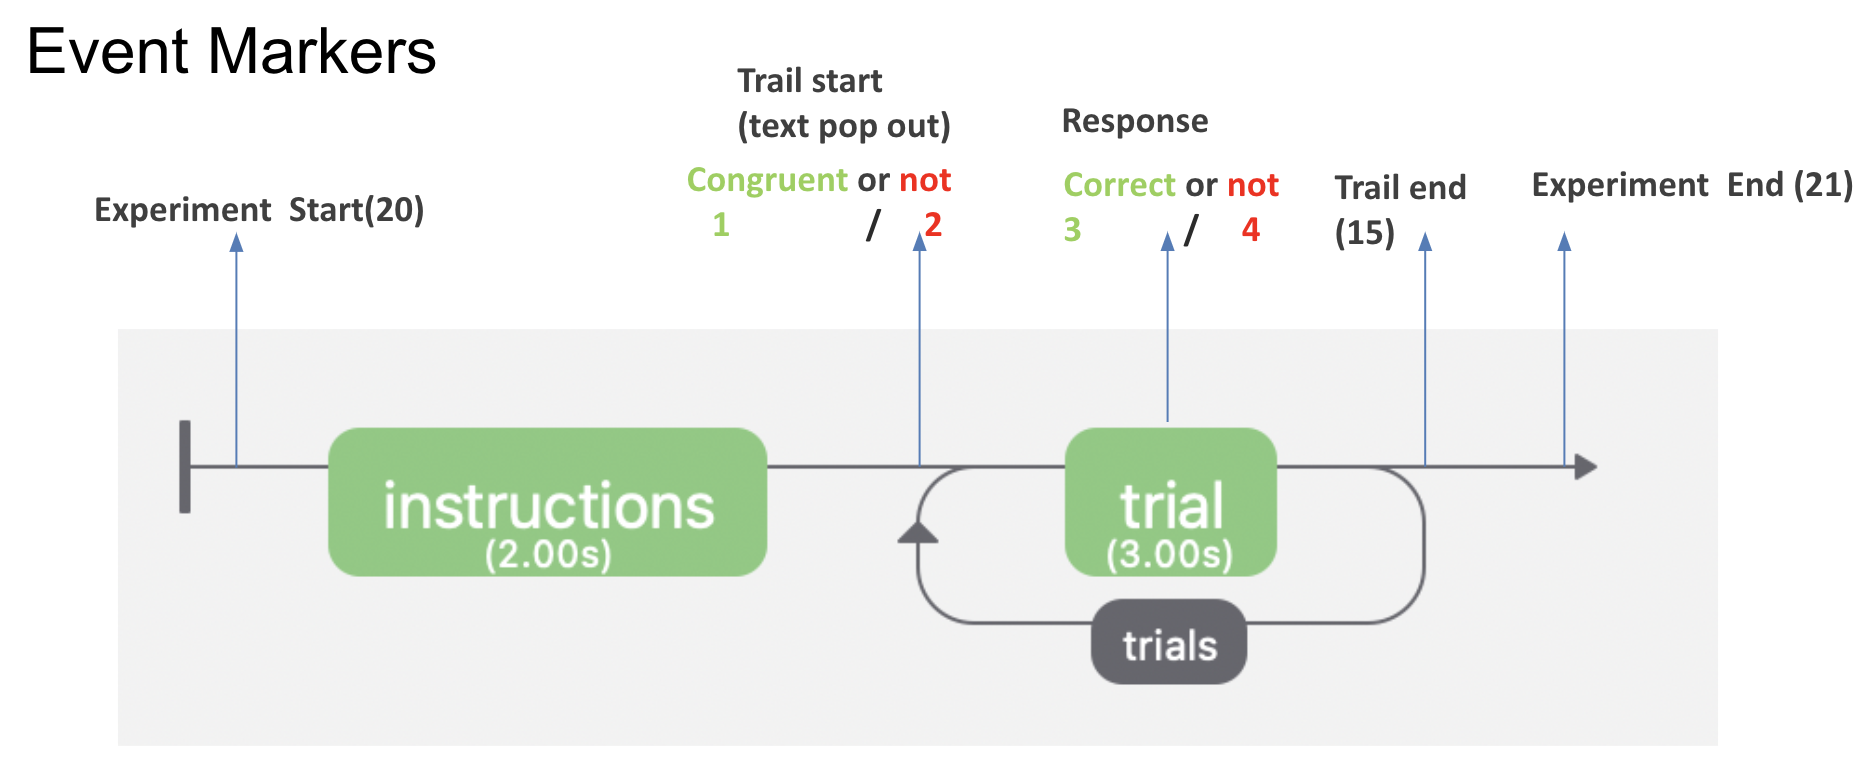 Event Markers
Trail start
(text pop out)
Congruent or not
1 / 2
Response
Correct or not
3 / 4
Experiment Start(20)
Trail end
(15)
Experiment End (21)
instructions
(2.00s)
trial
(3.00s)
trials